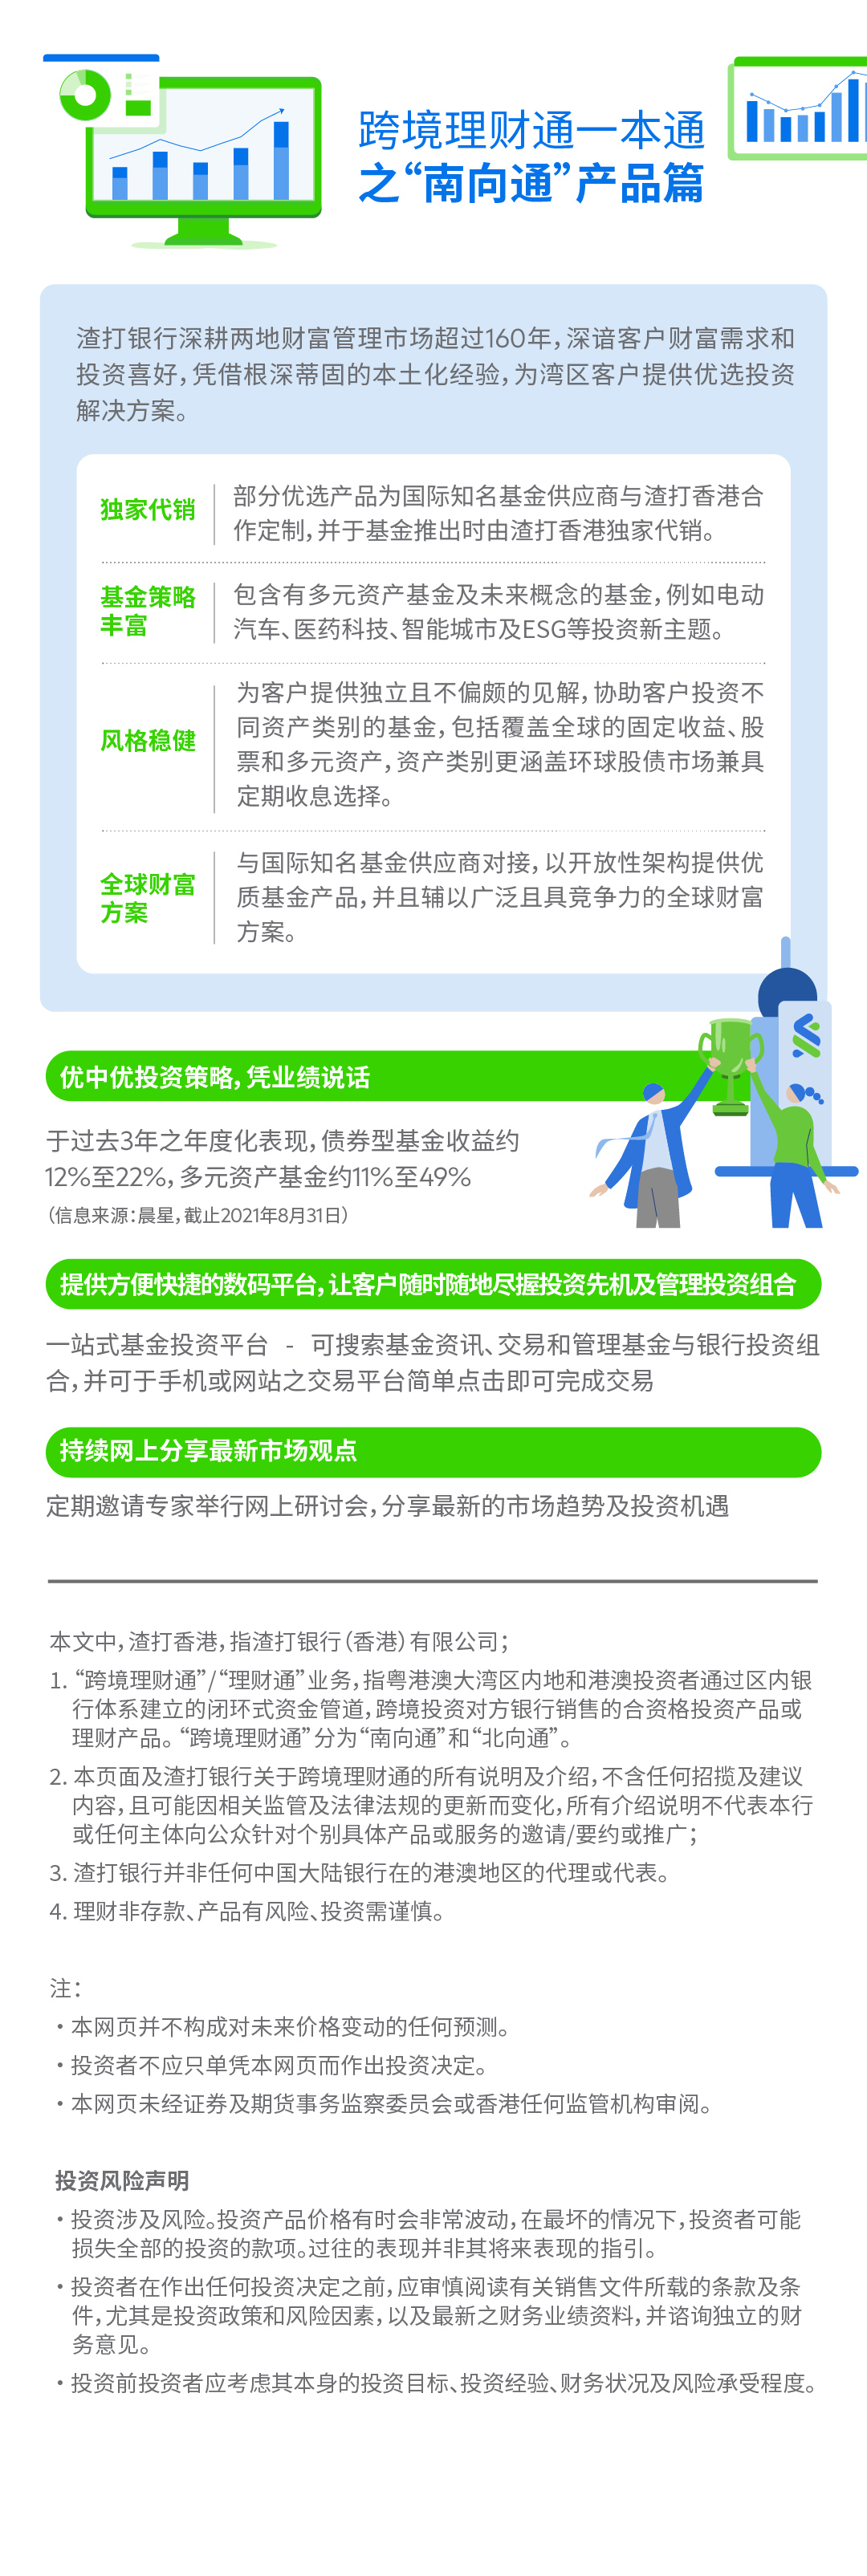 跨境理财通一本通
之“南向通”产品篇
渣打银行深耕两地财富管理市场超过160年，深谙客户财富需求和
投资喜好，凭借根深蒂固的本土化经验，为湾区客户提供优选投资
解决方案。
独家代销
部分优选产品为国际知名基金供应商与渣打香港合
作定制，并于基金推出时由渣打香港独家代销。
基金策略
丰富
包含有多元资产基金及未来概念的基金，例如电动
汽车、医药科技、智能城市及ESG等投资新主题。
风格稳健
为客户提供独立且不偏颇的见解，协助客户投资不
同资产类别的基金，包括覆盖全球的固定收益、股
票和多元资产，资产类别更涵盖环球股债市场兼具
定期收息选择。
全球财富
方案
与国际知名基金供应商对接，以开放性架构提供优
质基金产品，并且辅以广泛且具竞争力的全球财富
方案。
优中优投资策略，凭业绩说话
于过去3年之年度化表现，债券型基金收益约
12%至22%，多元资产基金约11%至49%
（信息来源：晨星，截止2021年8月31日）
提供方便快捷的数码平台，让客户随时随地尽握投资先机及管理投资组合
一站式基金投资平台 - 可搜索基金资讯、交易和管理基金与银行投资组
合，并可于手机或网站之交易平台简单点击即可完成交易
持续网上分享最新市场观点
定期邀请专家举行网上研讨会，分享最新的市场趋势及投资机遇
本文中，渣打香港，指渣打银行（香港）有限公司；
1. “跨境理财通”/“理财通”业务，指粤港澳大湾区内地和港澳投资者通过区内银
行体系建立的闭环式资金管道，跨境投资对方银行销售的合资格投资产品或
理财产品。“跨境理财通”分为“南向通”和“北向通”。
2. 本页面及渣打银行关于跨境理财通的所有说明及介绍，不含任何招揽及建议
内容，且可能因相关监管及法律法规的更新而变化，所有介绍说明不代表本行
或任何主体向公众针对个别具体产品或服务的邀请/要约或推广；
3. 渣打银行并非任何中国大陆银行在的港澳地区的代理或代表。
4. 理财非存款、产品有风险、投资需谨慎。
注：
• 本网页并不构成对未来价格变动的任何预测。
• 投资者不应只单凭本网页而作出投资决定。
• 本网页未经证券及期货事务监察委员会或香港任何监管机构审阅。
投资风险声明
• 投资涉及风险。投资产品价格有时会非常波动，在最坏的情况下，投资者可能
损失全部的投资的款项。过往的表现并非其将来表现的指引。
• 投资者在作出任何投资决定之前，应审慎阅读有关销售文件所载的条款及条
件，尤其是投资政策和风险因素，以及最新之财务业绩资料，并谘询独立的财
务意见。
• 投资前投资者应考虑其本身的投资目标、投资经验、财务状况及风险承受程度。